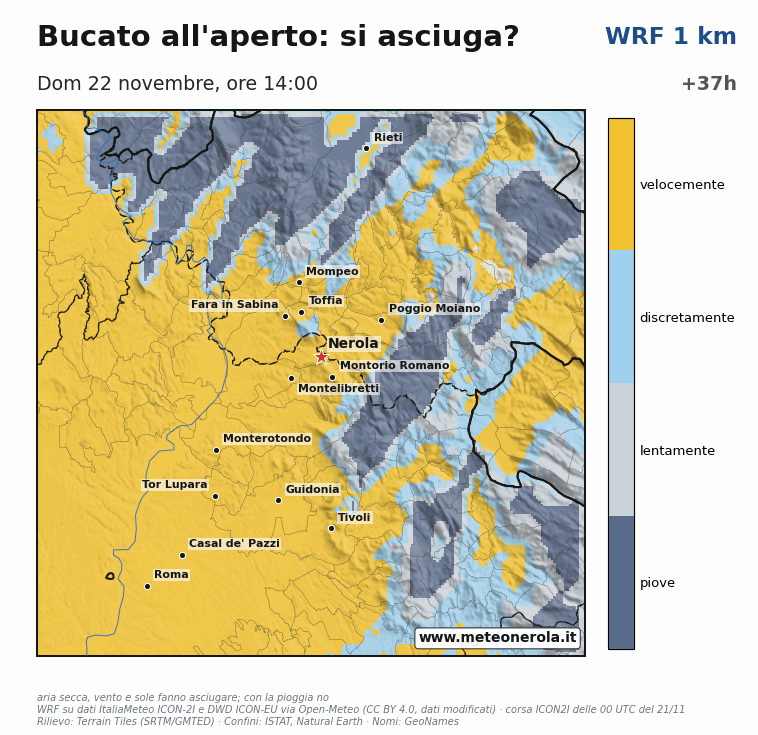 Bucato all'aperto: si asciuga?
WRF 1 km
Dom 22 novembre, ore 14:00
+37h
Rieti
Mompeo
Fara in Sabina
Toffia
Poggio Moiano
Nerola
Montorio Romano
Montelibretti
Monterotondo
Tor Lupara
Guidonia
Tivoli
Casal de' Pazzi
Roma
www.meteonerola.it
velocemente
discretamente
lentamente
piove
aria secca, vento e sole fanno asciugare; con la pioggia no
WRF su dati ItaliaMeteo ICON-2I e DWD ICON-EU via Open-Meteo (CC BY 4.0, dati modificati) · corsa ICON2I delle 00 UTC del 21/11
Rilievo: Terrain Tiles (SRTM/GMTED) · Confini: ISTAT, Natural Earth · Nomi: GeoNames